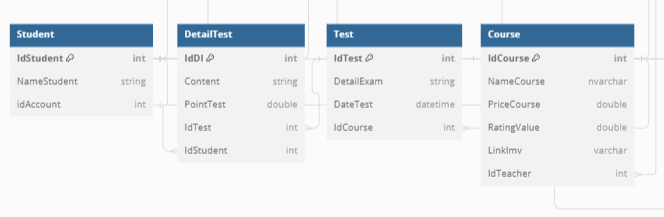 Student
IdStudent int
NameStudent string
idAccount int
DetailTest
IdDl int
Content string
PointTest double
IdTest int
IdStudent int
Test
IdTest int
DetailExam string
DateTest datetime
IdCourse int
Course
IdCourse int
NameCourse nvarchar
PriceCourse double
RatingValue double
LinkImv varchar
IdTeacher int